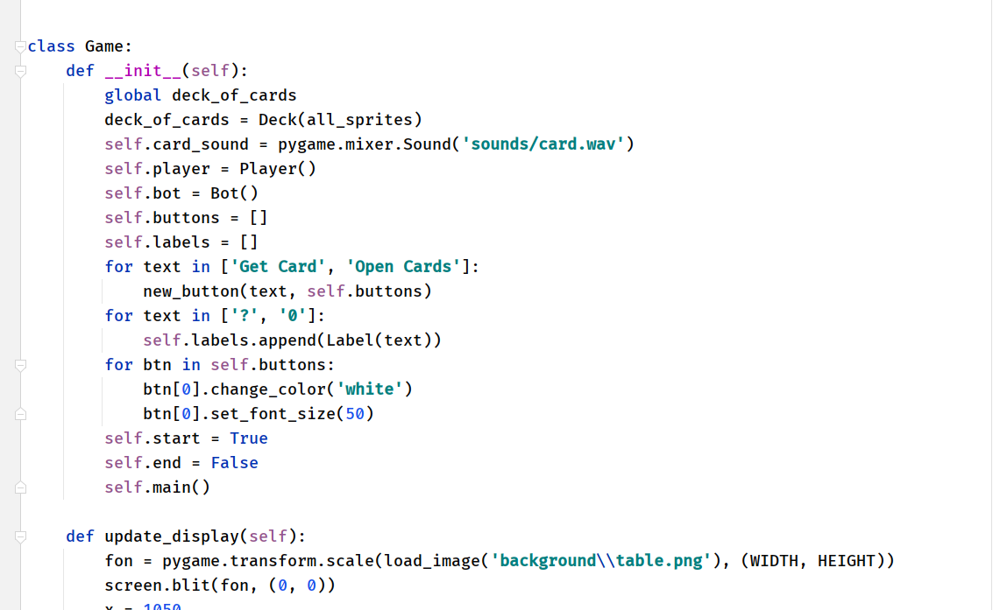 class Game:
    def __init__(self):
        global deck_of_cards
        deck_of_cards = Deck(all_sprites)
        self.card_sound = pygame.mixer.Sound('sounds/card.wav')
        self.player = Player()
        self.bot = Bot()
        self.buttons = []
        self.labels = []
        for text in ['Get Card', 'Open Cards']:
            new_button(text, self.buttons)
        for text in ['?', '0']:
            self.labels.append(Label(text))
        for btn in self.buttons:
            btn[0].change_color('white')
            btn[0].set_font_size(50)
        self.start = True
        self.end = False
        self.main()
    def update_display(self):
        fon = pygame.transform.scale(load_image('background\\table.png'), (WIDTH, HEIGHT))
        screen.blit(fon, (0, 0))
        x = 1050